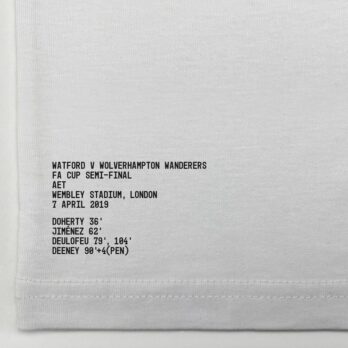 WATFORD V WOLVERHAMPTON WANDERERS
FA CUP SEMI-FINAL
AET
WEMBLEY STADIUM, LONDON
7 APRIL 2019
DOHERTY 36'
JIMÉNEZ 62'
DEULOFEU 79', 104'
DEENEY 90'+4(PEN)